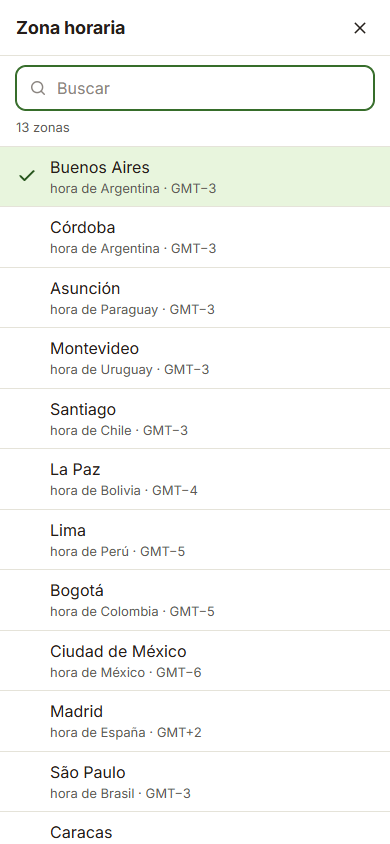 Zona horaria
Buscar
13 zonas
Buenos Aires
hora de Argentina · GMT−3
Córdoba
hora de Argentina · GMT−3
Asunción
hora de Paraguay · GMT−3
Montevideo
hora de Uruguay · GMT−3
Santiago
hora de Chile · GMT−3
La Paz
hora de Bolivia · GMT−4
Lima
hora de Perú · GMT−5
Bogotá
hora de Colombia · GMT−5
Ciudad de México
hora de México · GMT−6
Madrid
hora de España · GMT+2
São Paulo
hora de Brasil · GMT−3
Caracas